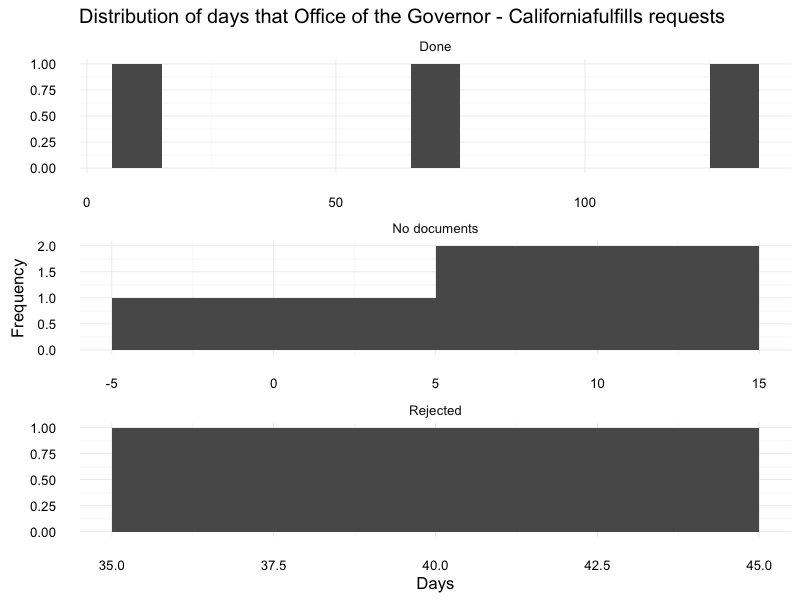 Distribution of days that Office of the Governor - Californiafulfills requests
Done
1.00
0.75
0.50
0.25
0.00
0 50 100
No documents
2.0
1.5
1.0
0.5
0.0
-5 0 5 10 15
Frequency
Rejected
1.00
0.75
0.50
0.25
0.00
35.0 37.5 40.0 42.5 45.0
Days